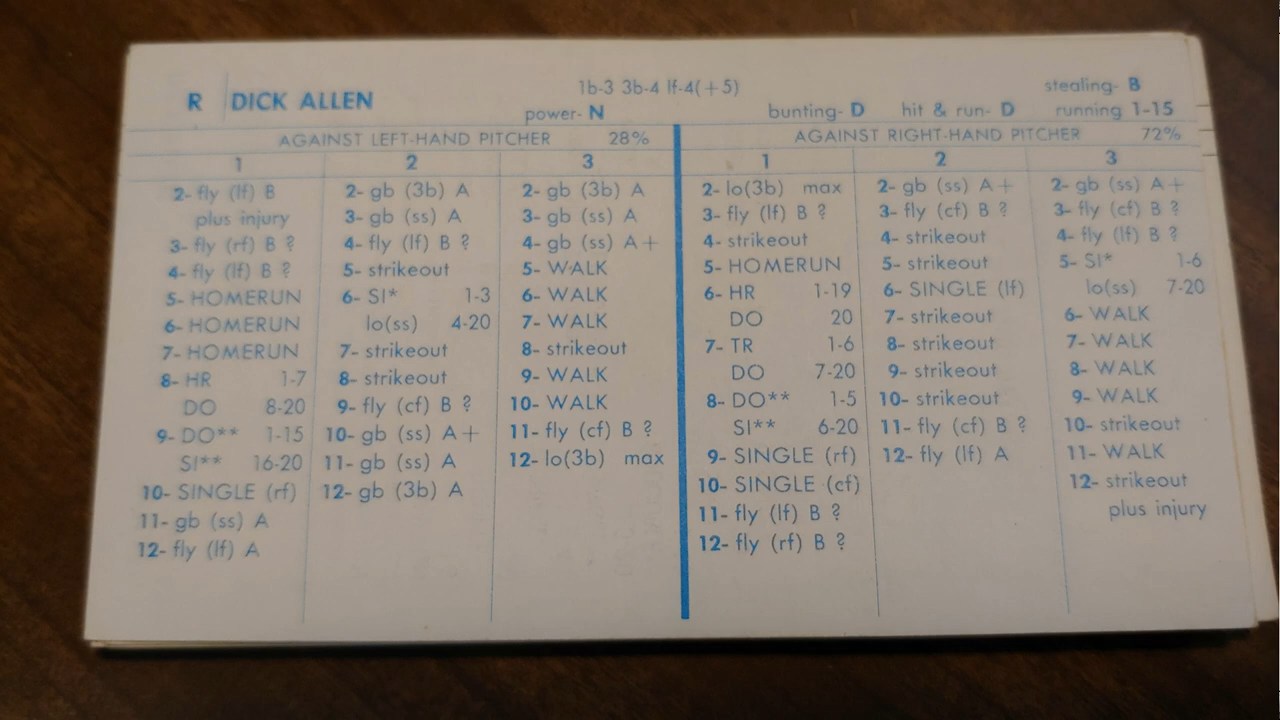 1b-3 3b-4 lf-4(+5)
stealing- B
R DICK ALLEN
power- N
bunting- D
hit & run- D
running 1-15
AGAINST LEFT-HAND PITCHER 28%
1
2- fly (lf) B
plus injury
3- fly (rf) B ?
4- fly (lf) B ?
5- HOMERUN
6- HOMERUN
7- HOMERUN
8- HR 1-7
DO 8-20
9- DO** 1-15
SI** 16-20
10- SINGLE (rf)
11- gb (ss) A
12- fly (lf) A
2
2- gb (3b) A
3- gb (ss) A
4- fly (lf) B ?
5- strikeout
6- SI* 1-3
lo(ss) 4-20
7- strikeout
8- strikeout
9- fly (cf) B ?
10- gb (ss) A+
11- gb (ss) A
12- gb (3b) A
3
2- gb (3b) A
3- gb (ss) A
4- gb (ss) A+
5- WALK
6- WALK
7- WALK
8- strikeout
9- WALK
10- WALK
11- fly (cf) B ?
12- lo(3b) max
AGAINST RIGHT-HAND PITCHER 72%
1
2- lo(3b) max
3- fly (lf) B ?
4- strikeout
5- HOMERUN
6- HR 1-19
DO 20
7- TR 1-6
DO 7-20
8- DO** 1-5
SI** 6-20
9- SINGLE (rf)
10- SINGLE (cf)
11- fly (lf) B ?
12- fly (rf) B ?
2
2- gb (ss) A+
3- fly (cf) B ?
4- strikeout
5- strikeout
6- SINGLE (lf)
7- strikeout
8- strikeout
9- strikeout
10- strikeout
11- fly (cf) B ?
12- fly (lf) A
3
2- gb (ss) A+
3- fly (cf) B ?
4- fly (lf) B ?
5- SI* 1-6
lo(ss) 7-20
6- WALK
7- WALK
8- WALK
9- WALK
10- strikeout
11- WALK
12- strikeout
plus injury